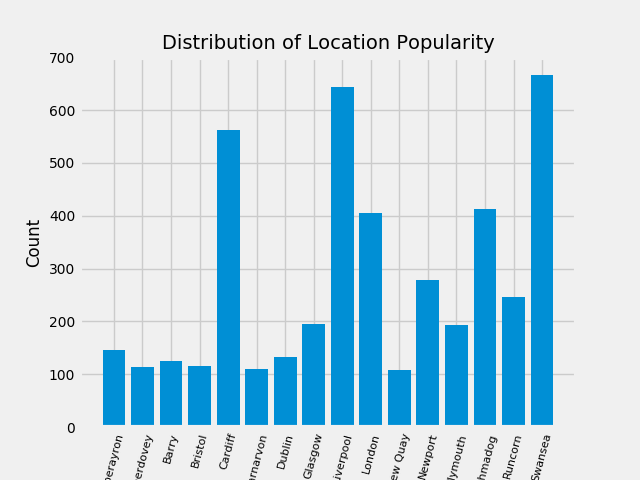 Distribution of Location Popularity
Count
700
600
500
400
300
200
100
0
berayron
erdovey
Barry
Bristol
Cardiff
rnarvon
Dublin
Glasgow
iverpool
London
ew Quay
Newport
lymouth
hmadog
Runcorn
Swansea